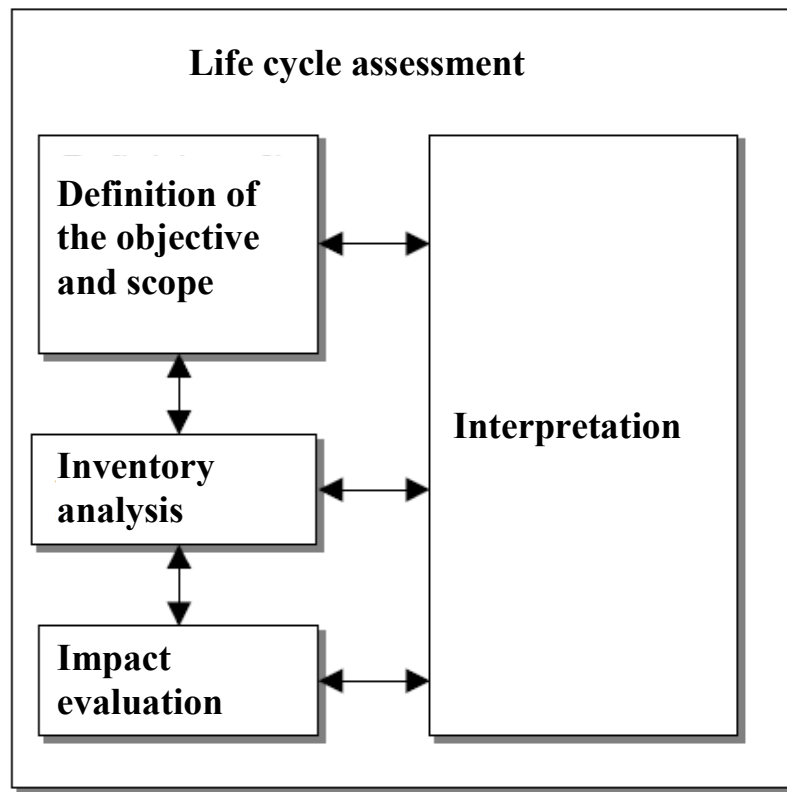 Life cycle assessment
Definition of
the objective
and scope
Interpretation
Inventory
analysis
Impact
evaluation